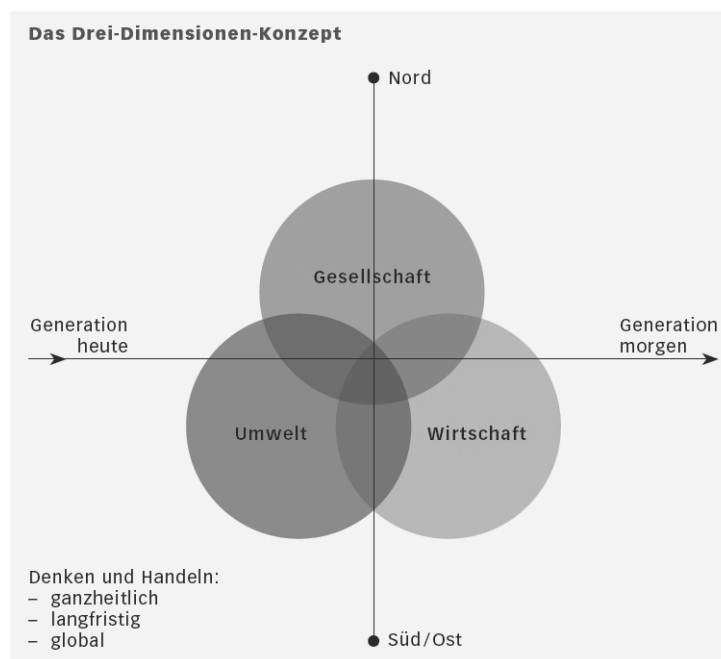 Das Drei-Dimensionen-Konzept
Nord
Gesellschaft
Generation
heute
Generation
morgen
Umwelt
Wirtschaft
Denken und Handeln:
– ganzheitlich
– langfristig
– global
Süd/Ost